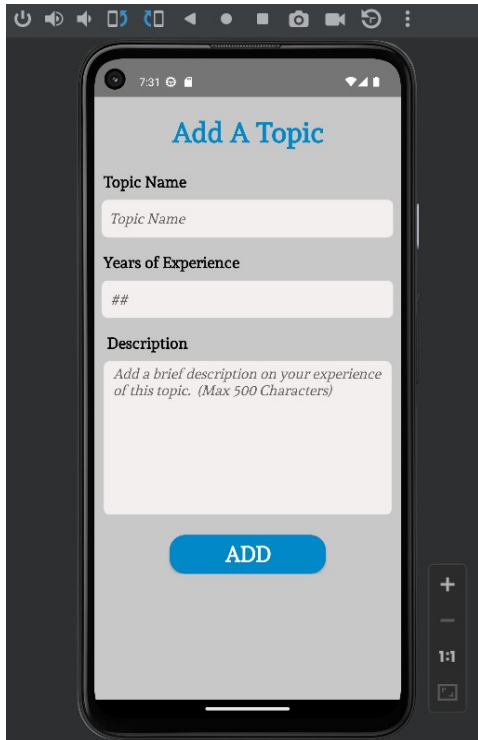 7:31
Add A Topic
Topic Name
Topic Name
Years of Experience
##
Description
Add a brief description on your experience
of this topic.  (Max 500 Characters)
ADD
1:1